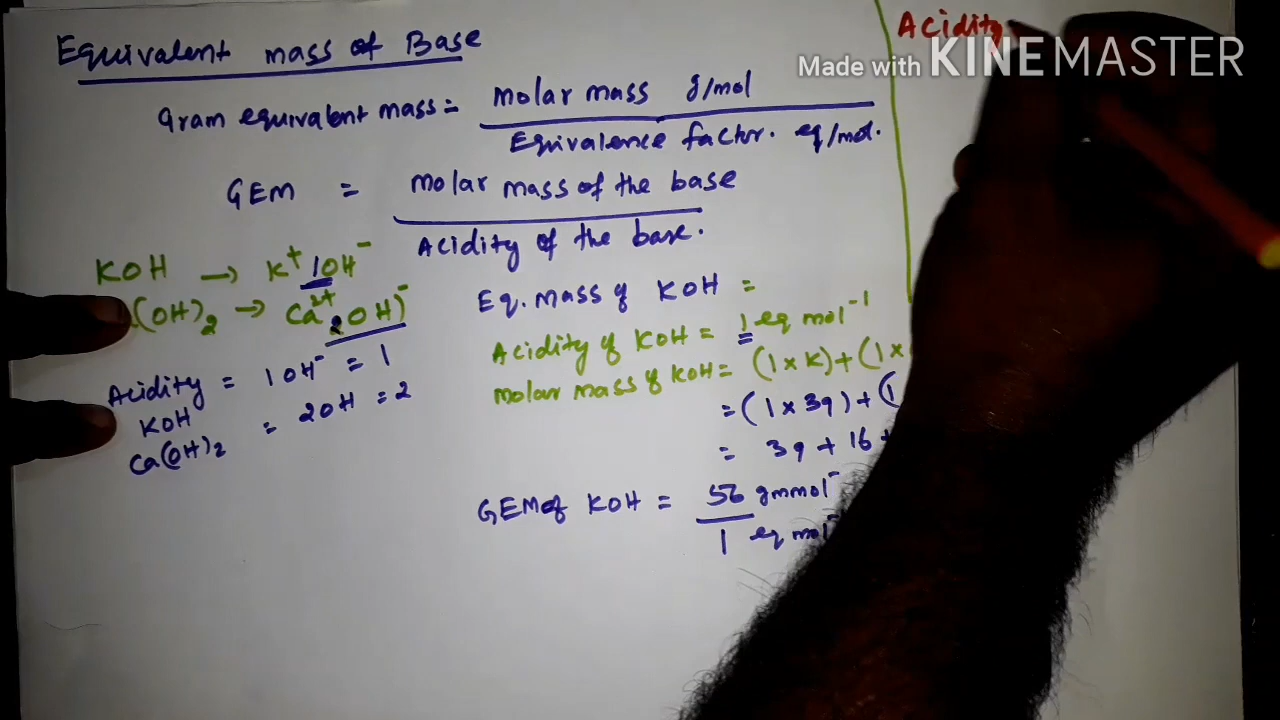 Equivalent mass of Base
Gram equivalent mass = molar mass g/mol
Equivalence factor. eq/mol.
GEM = molar mass of the base
Acidity of the base.
KOH → K⁺ 1OH⁻
(OH)₂ → Ca²⁺ 2OH)⁻
Acidity = 1OH⁻ = 1
KOH
Ca(OH)₂ = 2OH = 2
Eq. mass of KOH =
Acidity of KOH = 1 eq mol⁻¹
molar mass of KOH = (1 x K) + (1 x
= (1 x 39) + (1
= 39 + 16 +
GEM of KOH = 56 gmmol⁻
1 eq mol⁻
Acidity
Made with KINEMASTER